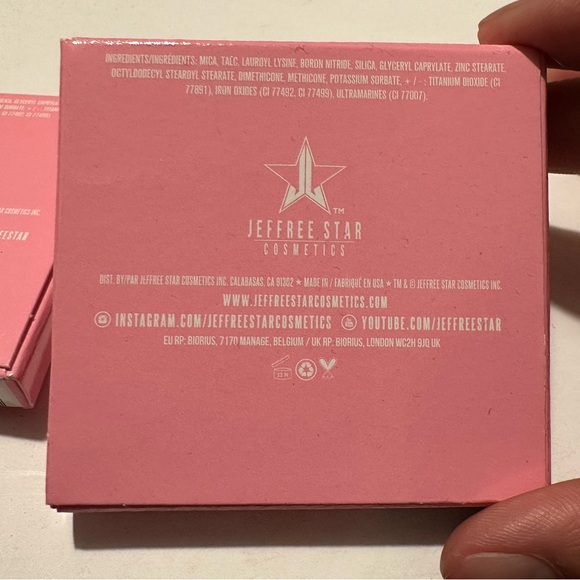 INGREDIENTS/INGRÉDIENTS: MICA, TALC, LAUROYL LYSINE, BORON NITRIDE, SILICA, GLYCERYL CAPRYLATE, ZINC STEARATE,
OCTYLDODECYL STEAROYL STEARATE, DIMETHICONE, METHICONE, POTASSIUM SORBATE, + / - : TITANIUM DIOXIDE (CI
77891), IRON OXIDES (CI 77492, CI 77499), ULTRAMARINES (CI 77007).
TM
JEFFREE STAR
COSMETICS
DIST. BY/PAR JEFFREE STAR COSMETICS INC. CALABASAS, CA 91302 ★ MADE IN / FABRIQUÉ EN USA ★ TM & © JEFFREE STAR COSMETICS INC.
WWW.JEFFREESTARCOSMETICS.COM
INSTAGRAM.COM/JEFFREESTARCOSMETICS YOUTUBE.COM/JEFFREESTAR
EU RP: BIORIUS, 7170 MANAGE, BELGIUM / UK RP: BIORIUS, LONDON WC2H 9JQ UK
STAR COSMETICS INC.